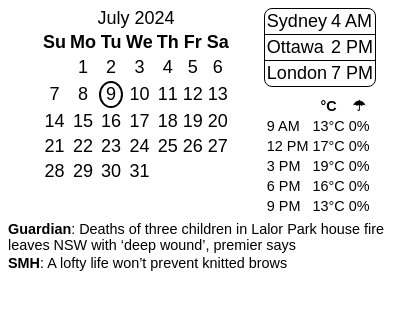 July 2024
Su Mo Tu We Th Fr Sa
1 2 3 4 5 6
7 8 9 10 11 12 13
14 15 16 17 18 19 20
21 22 23 24 25 26 27
28 29 30 31
Sydney 4 AM
Ottawa 2 PM
London 7 PM
°C ☂
9 AM 13°C 0%
12 PM 17°C 0%
3 PM 19°C 0%
6 PM 16°C 0%
9 PM 13°C 0%
Guardian: Deaths of three children in Lalor Park house fire
leaves NSW with ‘deep wound’, premier says
SMH: A lofty life won’t prevent knitted brows